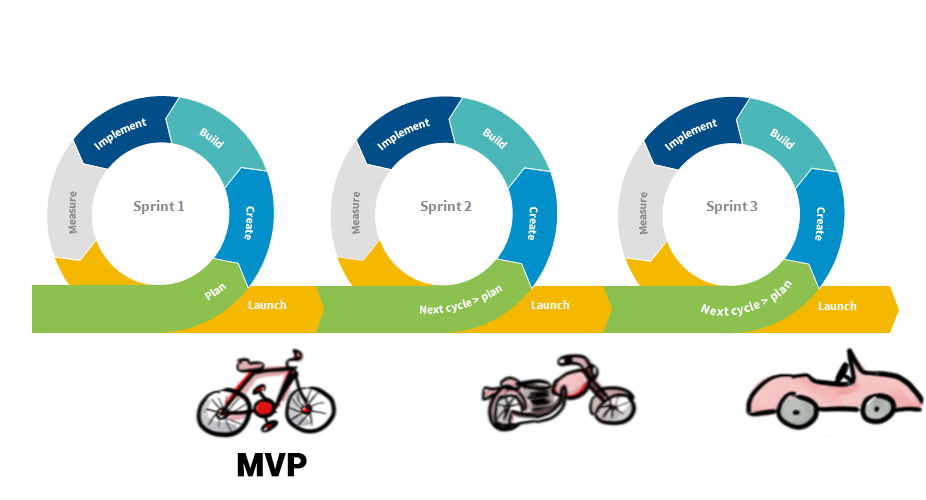 Implement
Build
Measure
Sprint 1
Create
Plan
Launch
Implement
Build
Measure
Sprint 2
Create
Next cycle > plan
Launch
Implement
Build
Measure
Sprint 3
Create
Next cycle > plan
Launch
MVP